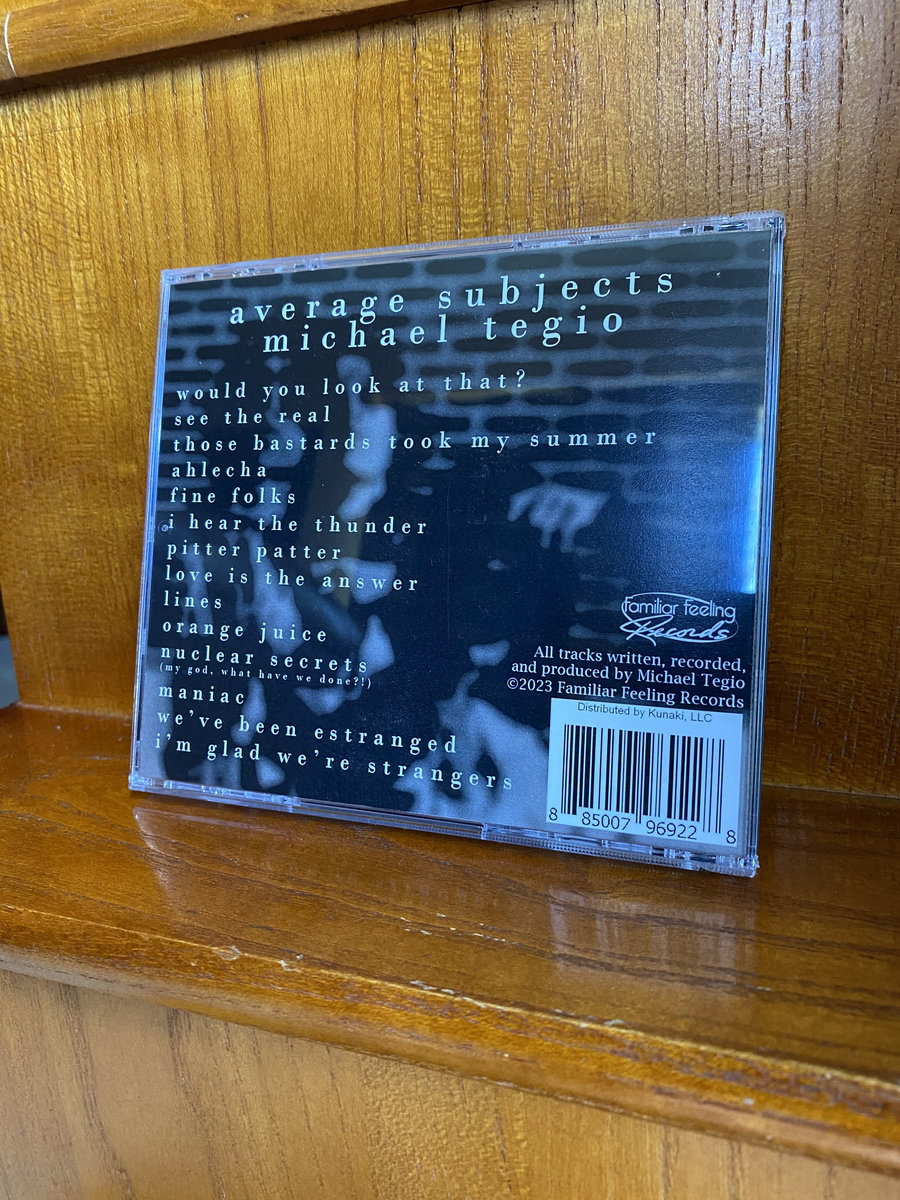 average subjects
michael tegio
would you look at that?
see the real
those bastards took my summer
ahlecha
fine folks
i hear the thunder
pitter patter
love is the answer
lines
orange juice
nuclear secrets
(my god, what have we done?!)
maniac
we've been estranged
i'm glad we're strangers
familiar feeling
Records
All tracks written, recorded,
and produced by Michael Tegio
©2023 Familiar Feeling Records
Distributed by Kunaki, LLC
8 85007 96922 8